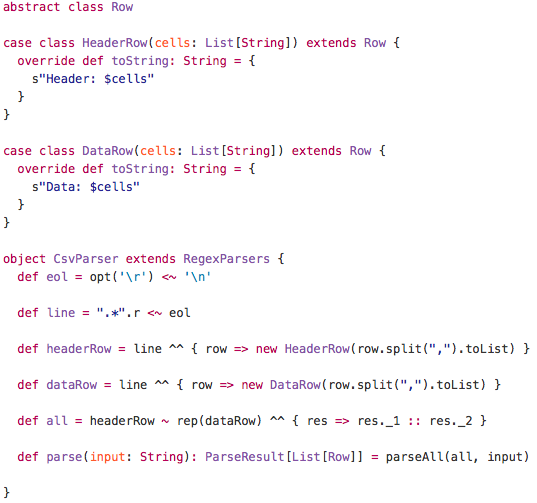 abstract class Row
case class HeaderRow(cells: List[String]) extends Row {
override def toString: String = {
s"Header: $cells"
}
}
case class DataRow(cells: List[String]) extends Row {
override def toString: String = {
s"Data: $cells"
}
}
object CsvParser extends RegexParsers {
def eol = opt('\r') <~ '\n'
def line = ".*".r <~ eol
def headerRow = line ^^ { row => new HeaderRow(row.split(",").toList) }
def dataRow = line ^^ { row => new DataRow(row.split(",").toList) }
def all = headerRow ~ rep(dataRow) ^^ { res => res._1 :: res._2 }
def parse(input: String): ParseResult[List[Row]] = parseAll(all, input)
}